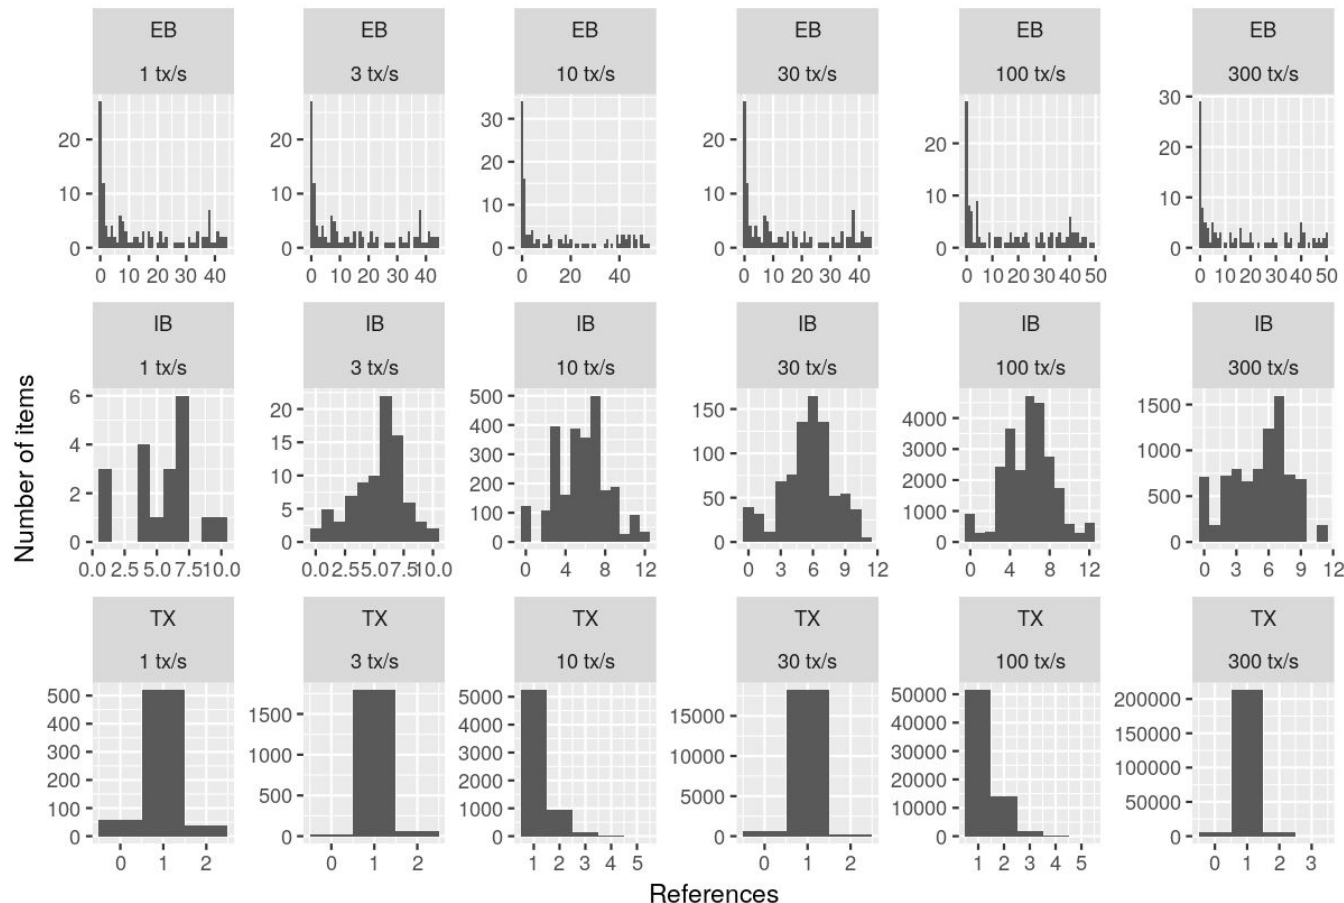 EB EB EB EB EB EB
1 tx/s 3 tx/s 10 tx/s 30 tx/s 100 tx/s 300 tx/s
20 20 30 20 20 30
10 10 20 10 10 20
0 0 10 0 0 10
0 0
0 10 20 30 40 0 10 20 30 40 0 20 40 0 10 20 30 40 0 10 20 30 40 50 0 10 20 30 40 50
IB IB IB IB IB IB
1 tx/s 3 tx/s 10 tx/s 30 tx/s 100 tx/s 300 tx/s
6 20 500 150 4000 1500
4 15 400 100 3000 1000
2 10 300 50 2000 500
0 5 200 0 1000 0
0 100 0
0
0.0 2.5 5.0 7.5 10.0 0.0 2.5 5.0 7.5 10.0 0 4 8 12 0 3 6 9 12 0 4 8 12 0 3 6 9 12
TX TX TX TX TX TX
1 tx/s 3 tx/s 10 tx/s 30 tx/s 100 tx/s 300 tx/s
500 1500 5000 15000 50000 200000
400 1000 4000 10000 40000 150000
300 500 3000 5000 30000 100000
200 0 2000 0 20000 50000
100 1000 10000 0
0 0 0
0 1 2 0 1 2 1 2 3 4 5 0 1 2 1 2 3 4 5 0 1 2 3
Number of items
References